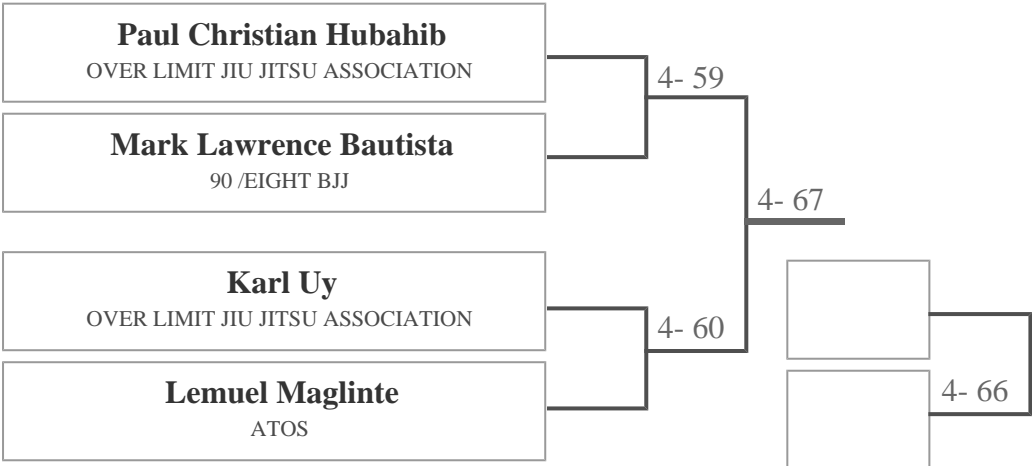 Paul Christian Hubahib
OVER LIMIT JIU JITSU ASSOCIATION
4- 59
Mark Lawrence Bautista
90 /EIGHT BJJ
4- 67
Karl Uy
OVER LIMIT JIU JITSU ASSOCIATION
4- 60
Lemuel Maglinte
ATOS
4- 66